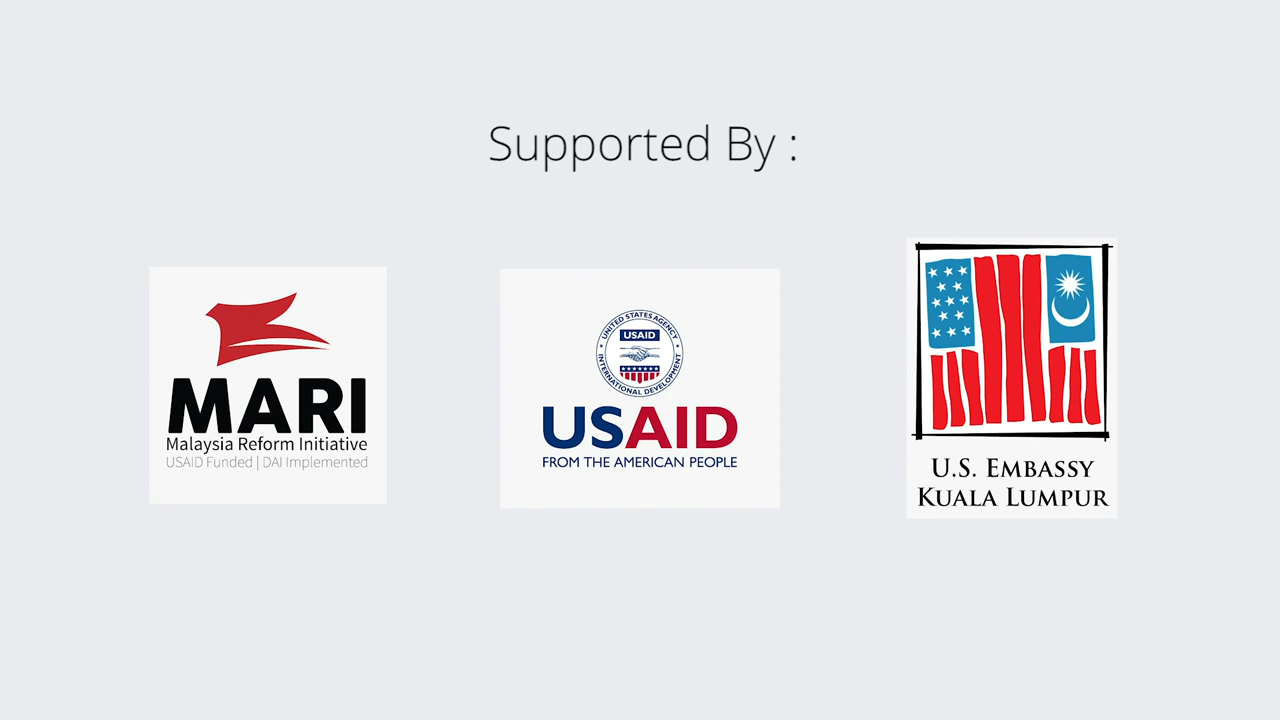 Supported By :
MARI
Malaysia Reform Initiative
USAID Funded | DAI Implemented
UNITED STATES AGENCY
USAID
INTERNATIONAL DEVELOPMENT
USAID
FROM THE AMERICAN PEOPLE
U.S. EMBASSY
KUALA LUMPUR